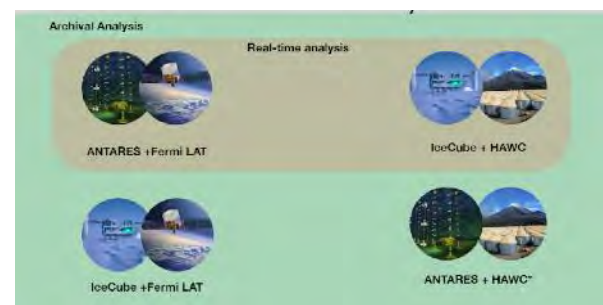 Archival Analysis
Real-time analysis
ANTARES +Fermi LAT
IceCube + HAWC
IceCube +Fermi LAT
ANTARES + HAWC*